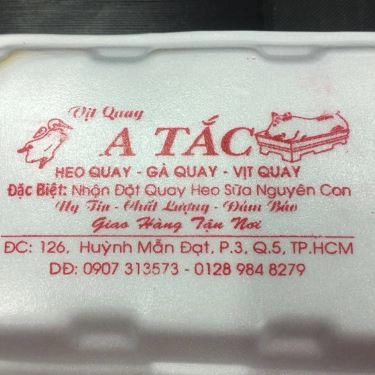 Vịt Quay
A TẮC
HEO QUAY - GÀ QUAY - VỊT QUAY
Đặc Biệt: Nhận Đặt Quay Heo Sữa Nguyên Con
Uy Tín - Chất Lượng - Đảm Bảo
Giao Hàng Tận Nơi
ĐC: 126, Huỳnh Mẫn Đạt, P.3, Q.5, TP.HCM
DĐ: 0907 313573 - 0128 984 8279